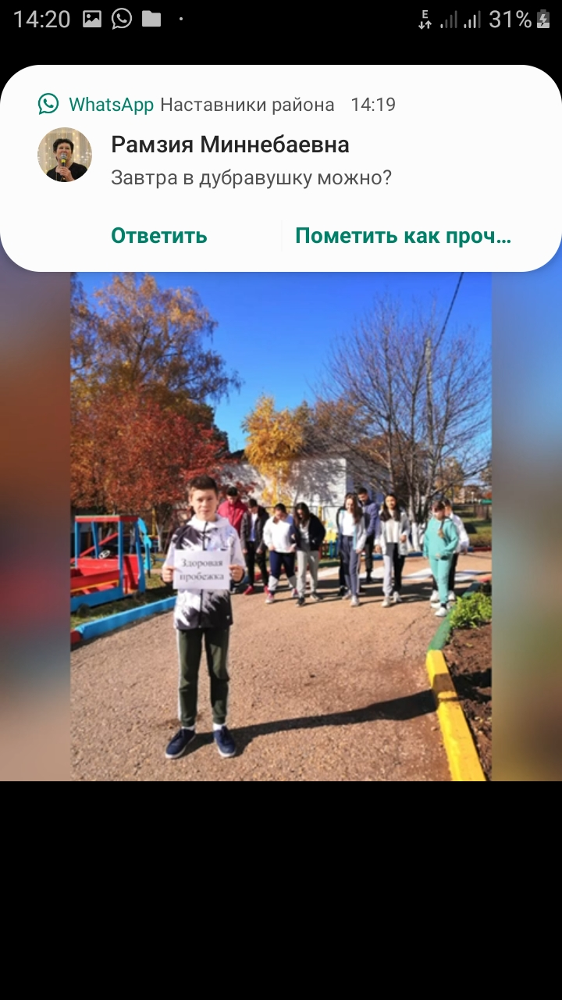 14:20 E 31%
WhatsApp Наставники района 14:19
Рамзия Миннебаевна
Завтра в дубравушку можно?
Ответить Пометить как проч...
Здоровая
пробежка